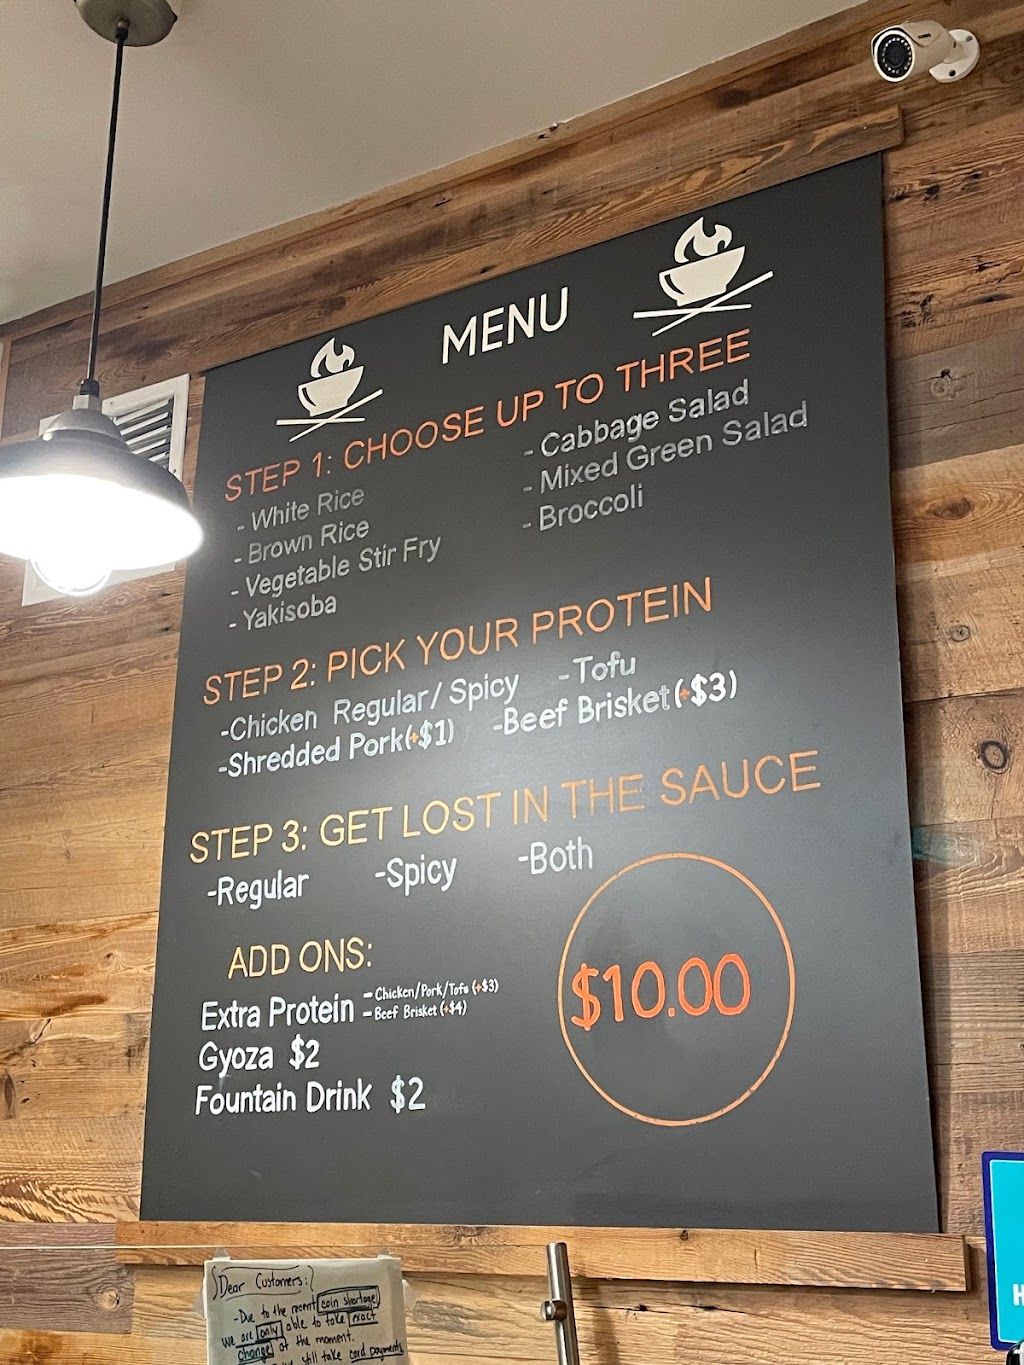 MENU
STEP 1: CHOOSE UP TO THREE
- White Rice
- Brown Rice
- Vegetable Stir Fry
- Yakisoba
- Cabbage Salad
- Mixed Green Salad
- Broccoli
STEP 2: PICK YOUR PROTEIN
-Chicken Regular/Spicy -Tofu
-Shredded Pork(+$1) -Beef Brisket(+$3)
STEP 3: GET LOST IN THE SAUCE
-Regular -Spicy -Both
ADD ONS:
Extra Protein - Chicken/Pork/Tofu (+$3)
- Beef Brisket (+$4)
Gyoza $2
Fountain Drink $2
$10.00
Dear Customers:
-Due to the recent coin shortage
we are only able to take exact
change at the moment.
still take card payments
H